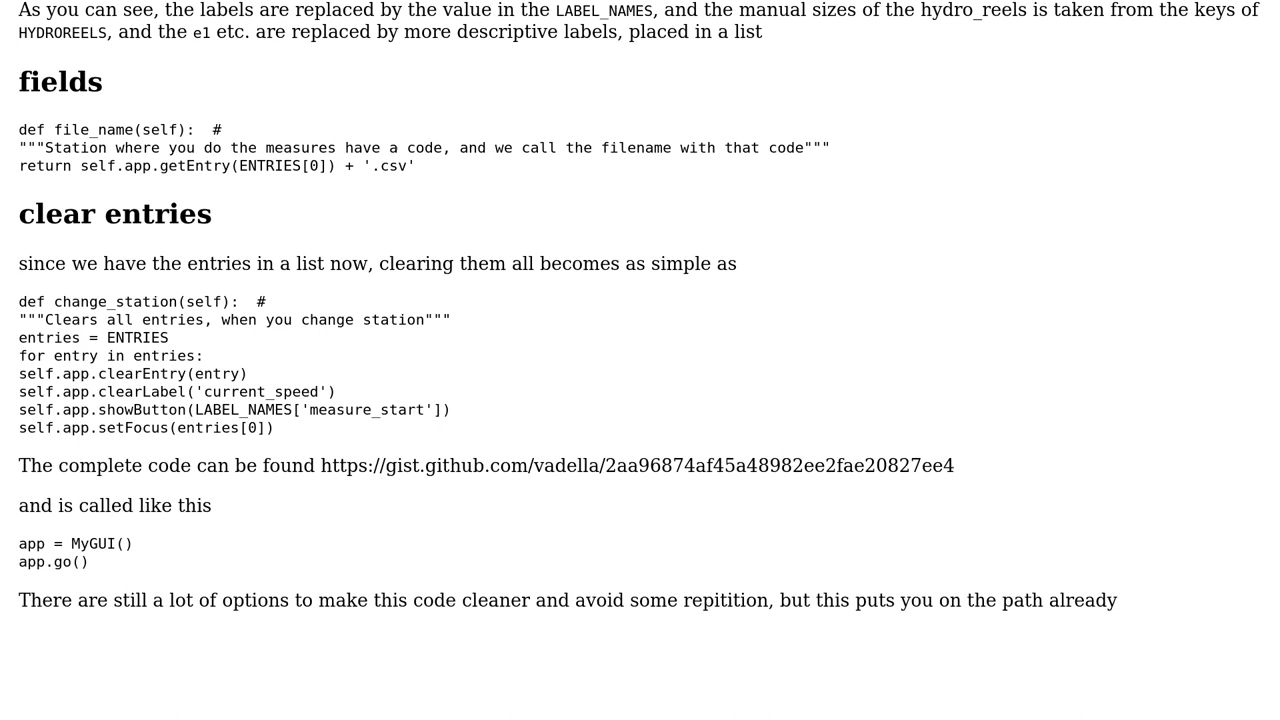 As you can see, the labels are replaced by the value in the LABEL_NAMES, and the manual sizes of the hydro_reels is taken from the keys of
HYDROREELS, and the e1 etc. are replaced by more descriptive labels, placed in a list
fields
def file_name(self):  #
"""Station where you do the measures have a code, and we call the filename with that code"""
return self.app.getEntry(ENTRIES[0]) + '.csv'
clear entries
since we have the entries in a list now, clearing them all becomes as simple as
def change_station(self):  #
"""Clears all entries, when you change station"""
entries = ENTRIES
for entry in entries:
self.app.clearEntry(entry)
self.app.clearLabel('current_speed')
self.app.showButton(LABEL_NAMES['measure_start'])
self.app.setFocus(entries[0])
The complete code can be found https://gist.github.com/vadella/2aa96874af45a48982ee2fae20827ee4
and is called like this
app = MyGUI()
app.go()
There are still a lot of options to make this code cleaner and avoid some repitition, but this puts you on the path already